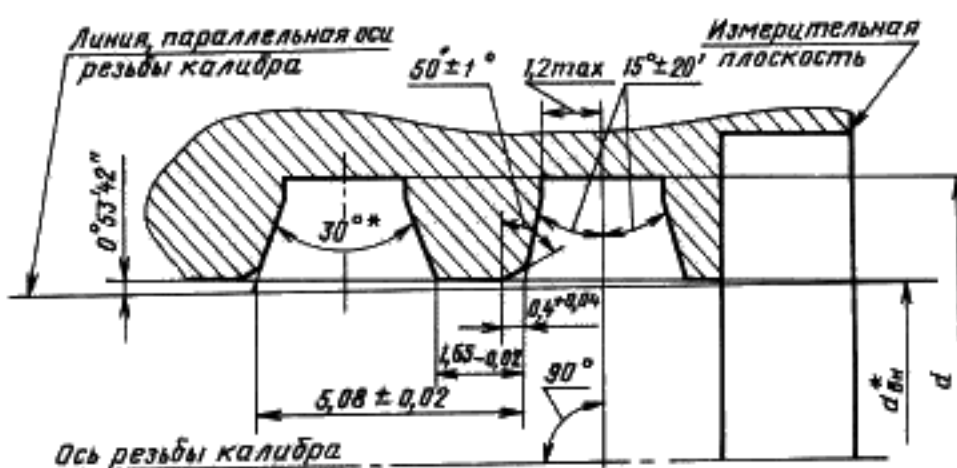 Линия, параллельная оси
резьбы калибра
Измерительная
плоскость
50°±1°
1,2max
15°±20'
0°53'42"
30°*
0,4+0,04
1,63-0,02
90°
5,08±0,02
d*вн
d
Ось резьбы калибра